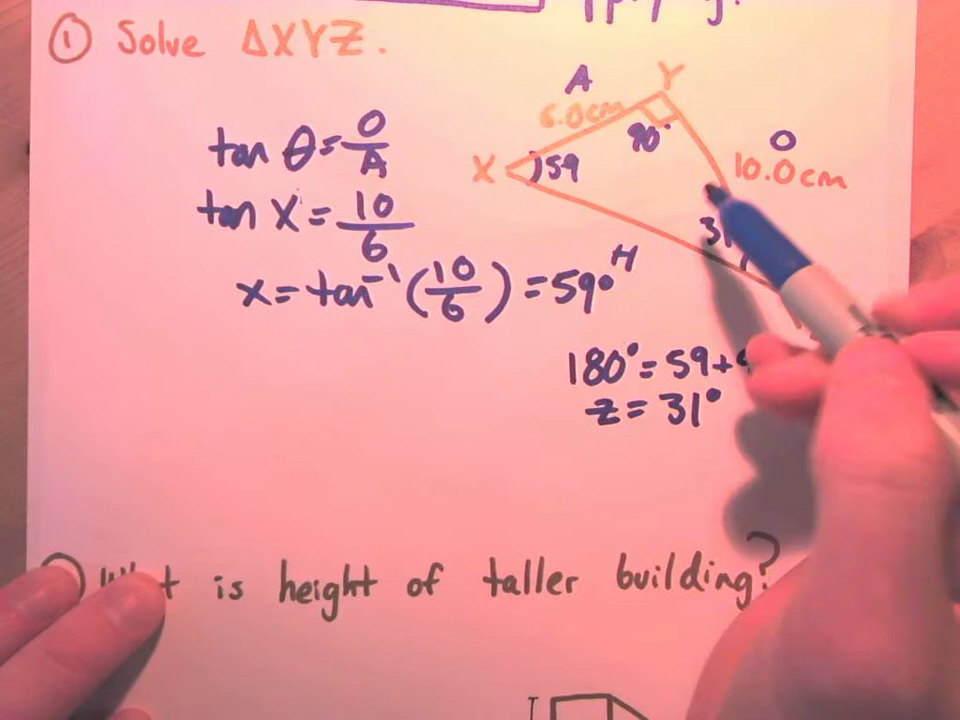 ① Solve ΔXYZ.
A
Y
6.0cm
90°
O
10.0cm
X
59
31
H
tan θ = O/A
tan X = 10/6
x = tan⁻¹ (10/6) = 59°
180° = 59+
z = 31°
is height of taller building?